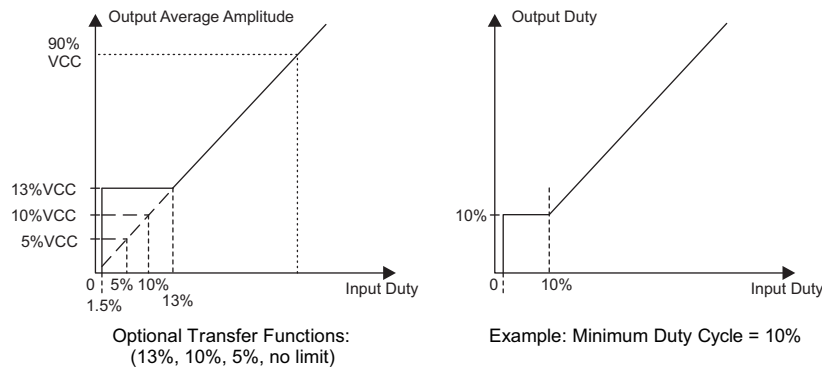 Output Average Amplitude
90%
VCC
13%VCC
10%VCC
5%VCC
0 5% 10%
1.5% 13%
Input Duty
Optional Transfer Functions:
(13%, 10%, 5%, no limit)
Output Duty
10%
0 10%
Input Duty
Example: Minimum Duty Cycle = 10%